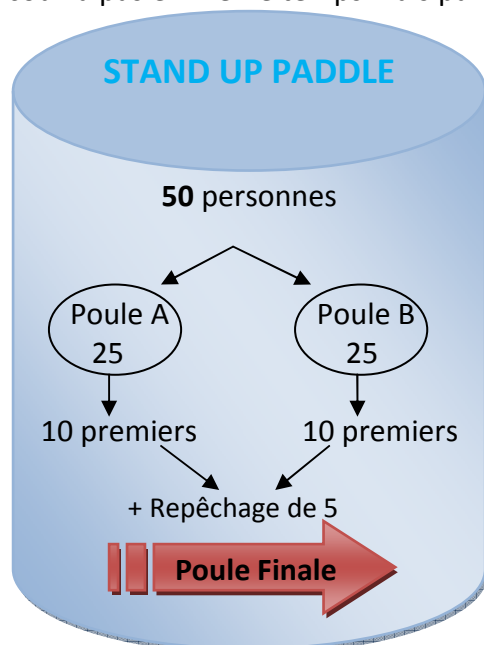 STAND UP PADDLE
50 personnes
Poule A Poule B
25 25
10 premiers 10 premiers
+ Repêchage de 5
Poule Finale